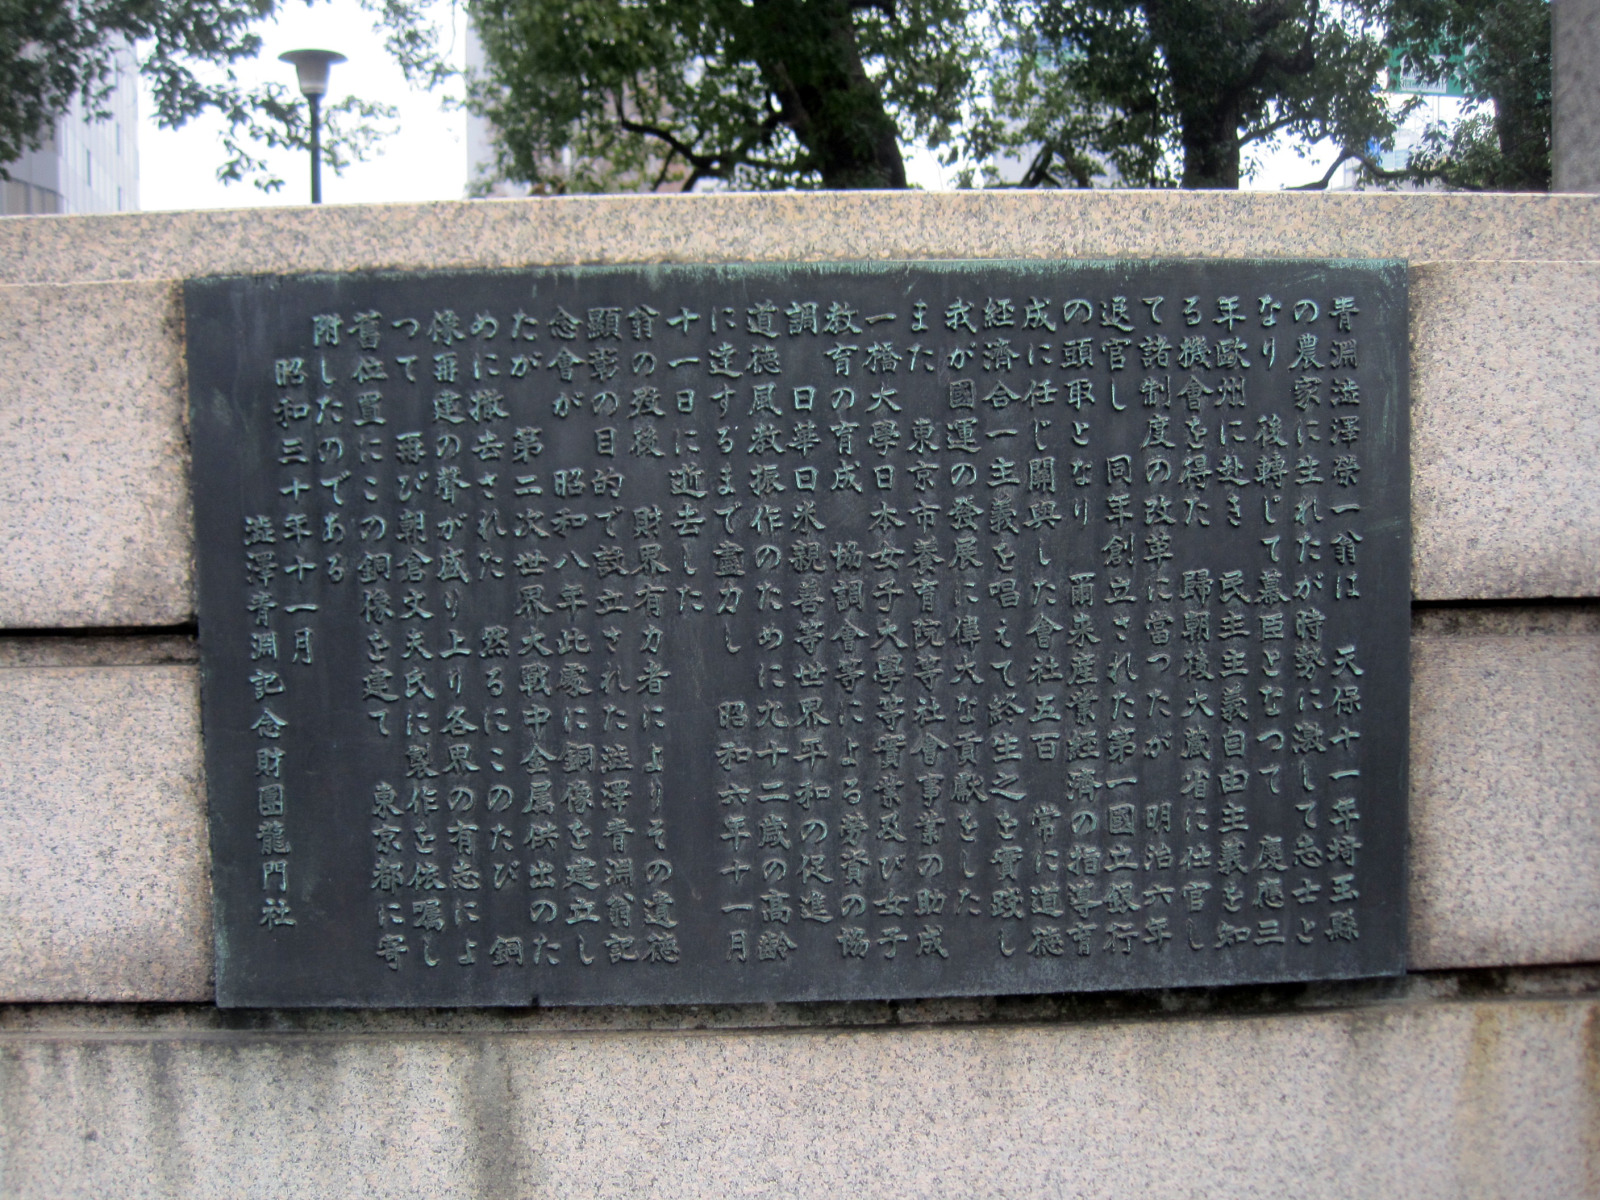 青淵澁澤榮一翁は　天保十一年埼玉縣
の農家に生れたが時勢に激して志士と
なり　後轉じて幕臣となつて　慶應三
年歐州に赴き　民主主義自由主義を知
る機會を得た　歸朝後大蔵省に仕官し
て諸制度の改革に當つたが　明治六年
退官し　同年創立された第一國立銀行
の頭取となり　爾来産業經濟の指導育
成に任じ關與した会社五百　常に道徳
経濟合一主義を唱えて終生之を實践し
我が國運の發展に偉大な貢獻をした
また　東京市養育院等社會事業の助成
一橋大學日本女子大學等實業及び女子
教育の育成　協調會等による労資の協
調　日華日米親善等世界平和の促進
道徳風教振作のために九十二歳の高齢
に達するまで盡力し　昭和六年十一月
十一日に逝去した
翁の歿後　財界有力者によりその遺徳
顕彰の目的で設立された澁澤青淵翁記
念會が　昭和八年此處に銅像を建立し
たが　第二次世界大戦中金属供出のた
めに撤去された　然るにこのたび　銅
像再建の聲が盛り上り各界の有志によ
つて　再び朝倉文夫氏に製作を依嘱し
舊位置にこの銅像を建て　東京都に寄
附したのである
昭和三十年十一月
澁澤青淵記念財團龍門社